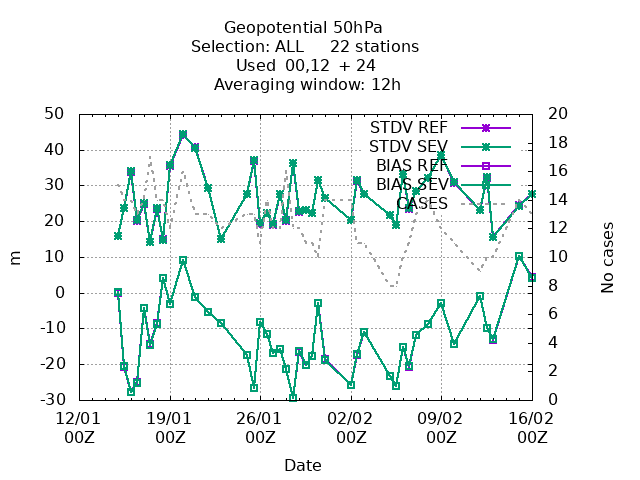 Geopotential 50hPa
Selection: ALL     22 stations
Used  00,12  + 24
Averaging window: 12h
50
40
30
20
10
0
-10
-20
-30
20
18
16
14
12
10
8
6
4
2
0
STDV REF
STDV SEV
BIAS REF
BIAS SEV
CASES
m
No cases
12/01 19/01 26/01 02/02 09/02 16/02
00Z 00Z 00Z 00Z 00Z 00Z
Date